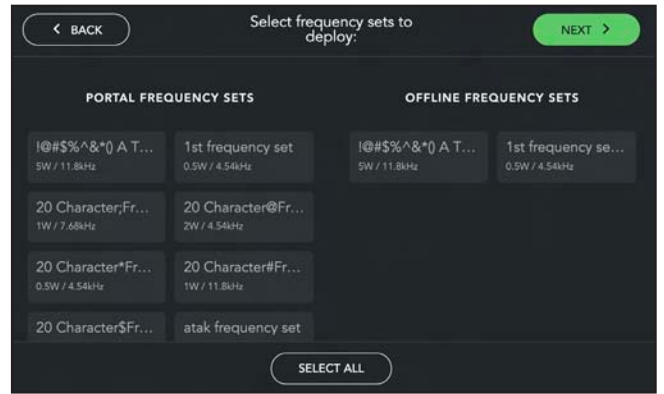 < BACK
Select frequency sets to
deploy:
NEXT >
PORTAL FREQUENCY SETS
OFFLINE FREQUENCY SETS
!@#$%^&*() A T...
5W / 11.8kHz
1st frequency set
0.5W / 4.54kHz
!@#$%^&*() A T...
5W / 11.8kHz
1st frequency se...
0.5W / 4.54kHz
20 Character;Fr...
1W / 7.68kHz
20 Character@Fr...
2W / 4.54kHz
20 Character*Fr...
0.5W / 4.54kHz
20 Character#Fr...
1W / 11.8kHz
20 Character$Fr...
atak frequency set
SELECT ALL